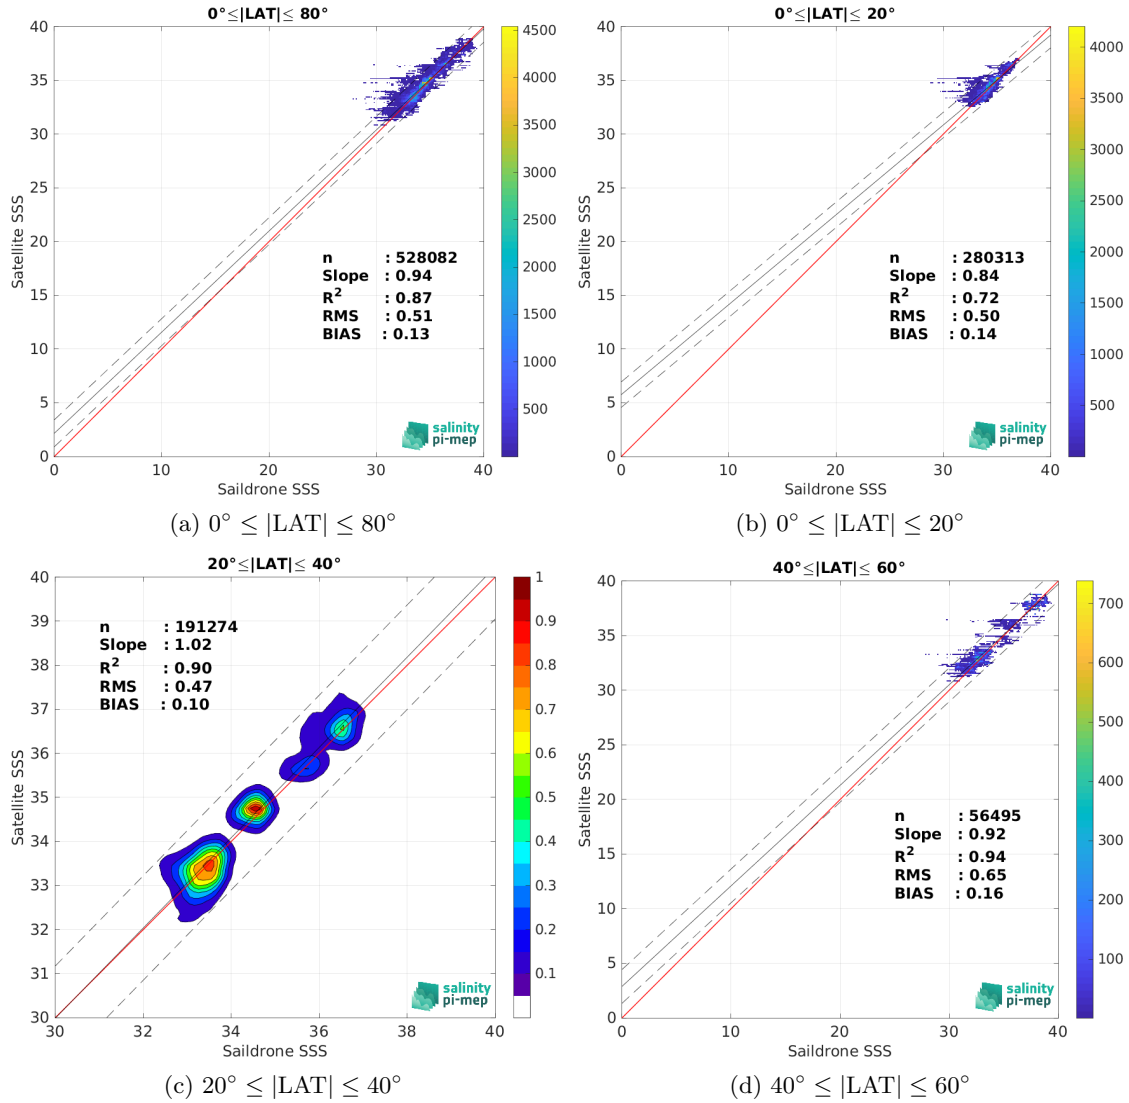 0°≤|LAT|≤ 80°
40
35
30
25
20
15
10
5
0
0
10
20
30
40
Satellite SSS
Saildrone SSS
n : 528082
Slope : 0.94
R² : 0.87
RMS : 0.51
BIAS : 0.13
salinity
pi-mep
4500
4000
3500
3000
2500
2000
1500
1000
500
(a) 0° ≤ |LAT| ≤ 80°
0°≤|LAT|≤ 20°
40
35
30
25
20
15
10
5
0
0
10
20
30
40
Satellite SSS
Saildrone SSS
n : 280313
Slope : 0.84
R² : 0.72
RMS : 0.50
BIAS : 0.14
salinity
pi-mep
4000
3500
3000
2500
2000
1500
1000
500
(b) 0° ≤ |LAT| ≤ 20°
20°≤|LAT|≤ 40°
40
39
38
37
36
35
34
33
32
31
30
30
32
34
36
38
40
Satellite SSS
Saildrone SSS
n : 191274
Slope : 1.02
R² : 0.90
RMS : 0.47
BIAS : 0.10
salinity
pi-mep
1
0.9
0.8
0.7
0.6
0.5
0.4
0.3
0.2
0.1
(c) 20° ≤ |LAT| ≤ 40°
40°≤|LAT|≤ 60°
40
35
30
25
20
15
10
5
0
0
10
20
30
40
Satellite SSS
Saildrone SSS
n : 56495
Slope : 0.92
R² : 0.94
RMS : 0.65
BIAS : 0.16
salinity
pi-mep
700
600
500
400
300
200
100
(d) 40° ≤ |LAT| ≤ 60°